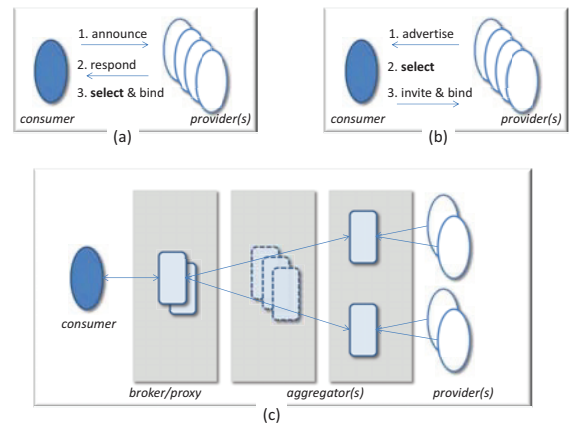 1. announce
2. respond
3. select & bind
consumer
provider(s)
(a)
1. advertise
2. select
3. invite & bind
consumer
provider(s)
(b)
consumer
broker/proxy
aggregator(s)
provider(s)
(c)